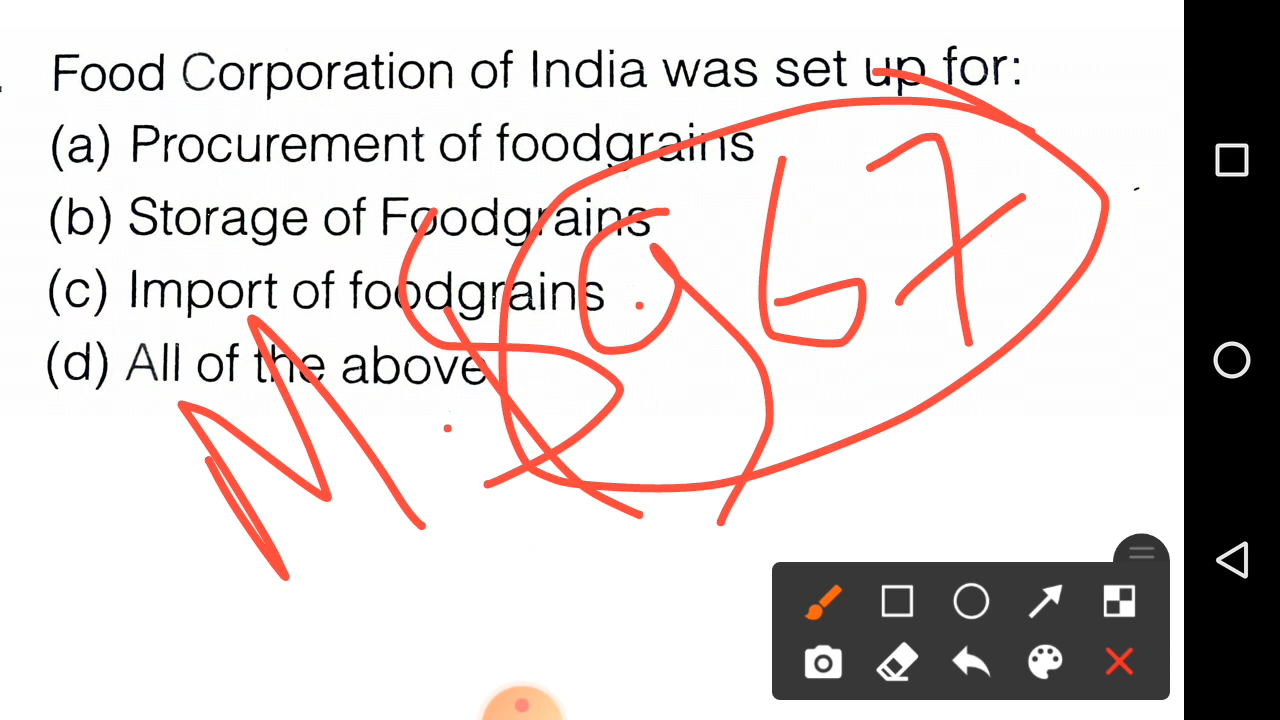 Food Corporation of India was set up for:
(a) Procurement of foodgrains
(b) Storage of Foodgrains
(c) Import of foodgrains
(d) All of the above